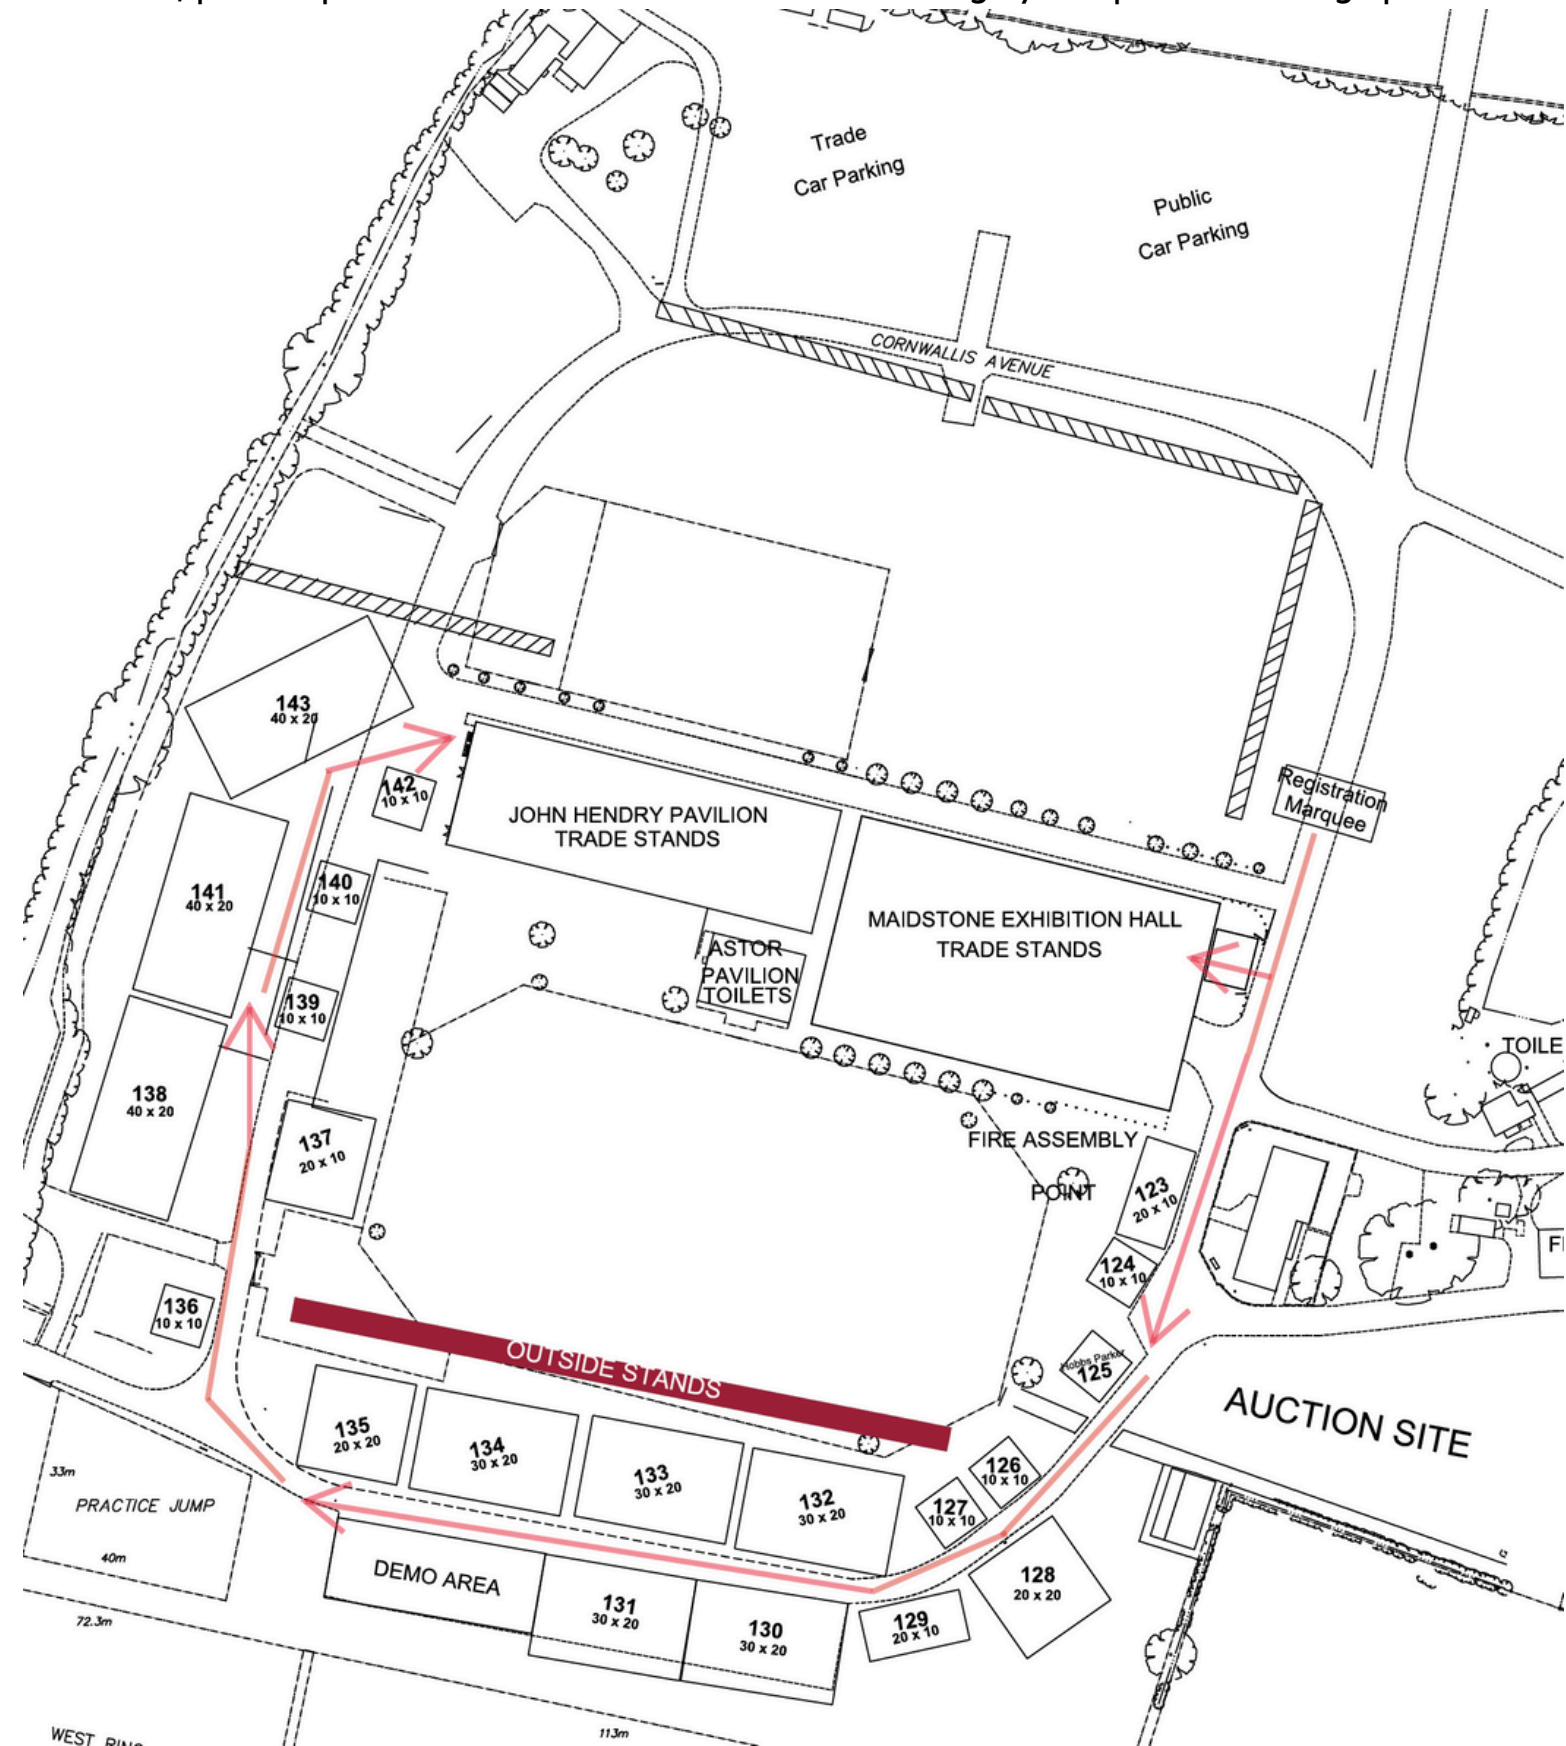 Trade
Car Parking
Public
Car Parking
CORNWALLIS AVENUE
143
40 x 20
142
10 x 10
Registration
Marquee
JOHN HENDRY PAVILION
TRADE STANDS
141
40 x 20
140
10 x 10
MAIDSTONE EXHIBITION HALL
TRADE STANDS
ASTOR
PAVILION
TOILETS
139
10 x 10
TOILE
138
40 x 20
137
20 x 10
FIRE ASSEMBLY
POINT
123
20 x 10
124
10 x 10
136
10 x 10
OUTSIDE STANDS
Hobbs Parker
125
AUCTION SITE
135
20 x 20
134
30 x 20
133
30 x 20
132
30 x 20
126
10 x 10
127
10 x 10
33m
PRACTICE JUMP
40m
DEMO AREA
131
30 x 20
130
30 x 20
129
20 x 10
128
20 x 20
72.3m
113m
WEST RING